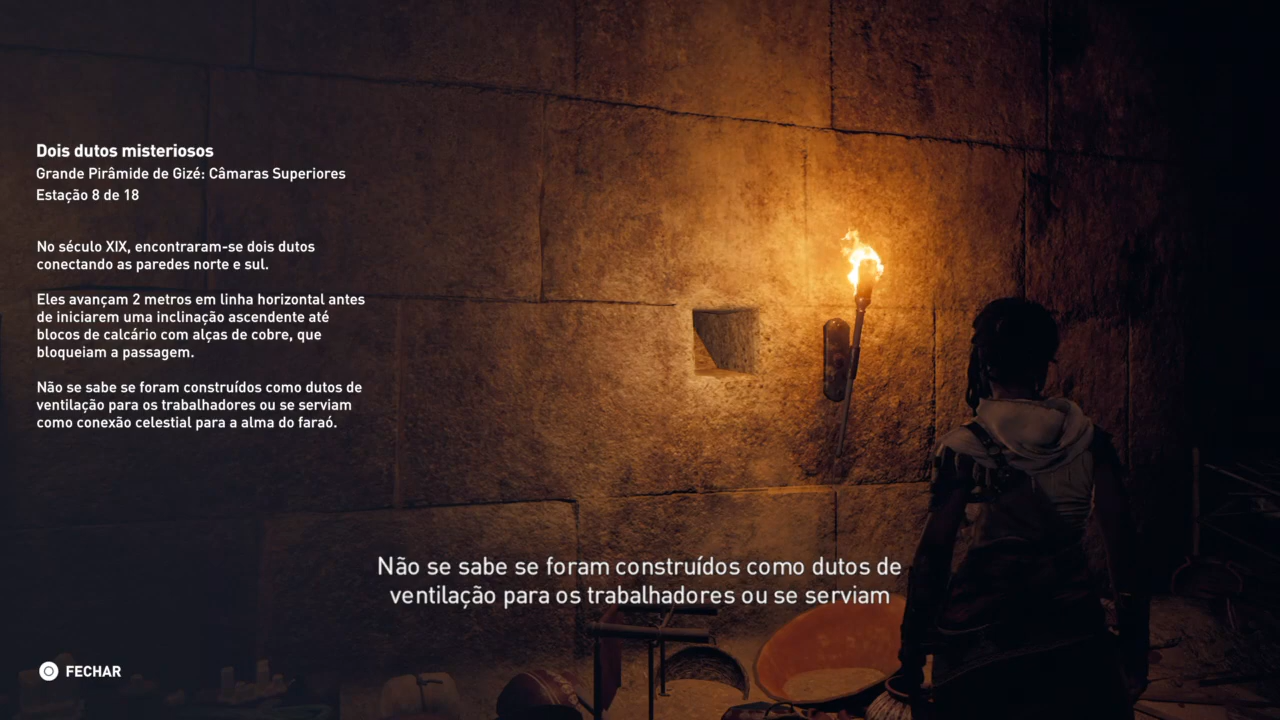 Dois dutos misteriosos
Grande Pirâmide de Gizé: Câmaras Superiores
Estação 8 de 18
No século XIX, encontraram-se dois dutos
conectando as paredes norte e sul.
Eles avançam 2 metros em linha horizontal antes
de iniciarem uma inclinação ascendente até
blocos de calcário com alças de cobre, que
bloqueiam a passagem.
Não se sabe se foram construídos como dutos de
ventilação para os trabalhadores ou se serviam
como conexão celestial para a alma do faraó.
Não se sabe se foram construídos como dutos de
ventilação para os trabalhadores ou se serviam
FECHAR